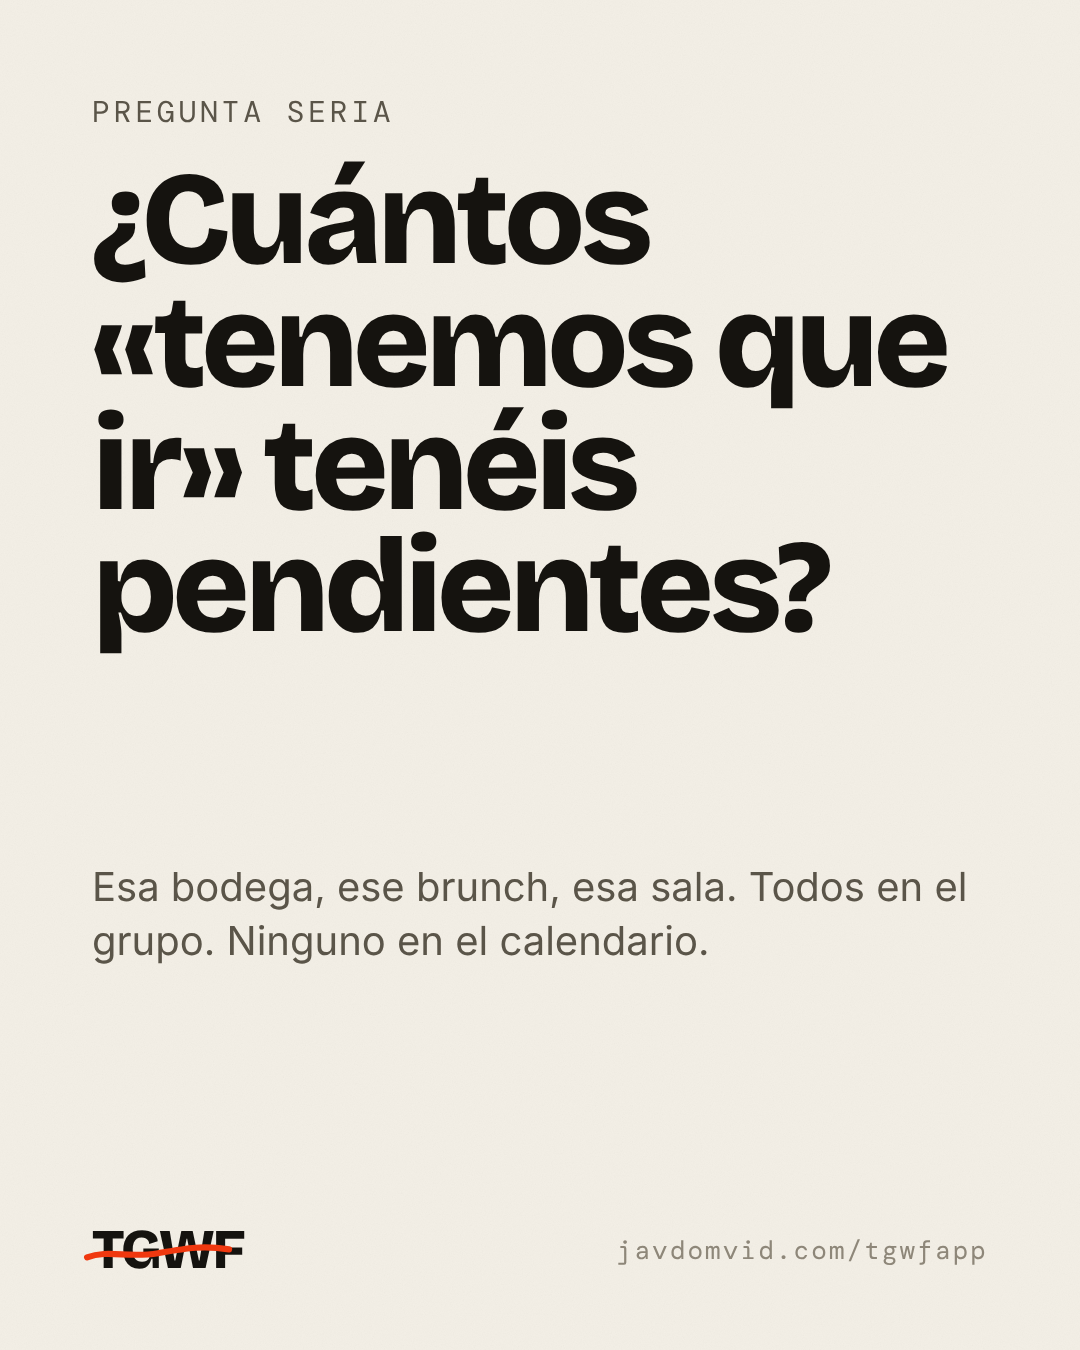 PREGUNTA SERIA
¿Cuántos
«tenemos que
ir» tenéis
pendientes?
Esa bodega, ese brunch, esa sala. Todos en el
grupo. Ninguno en el calendario.
TGWF
javdomvid.com/tgwfapp